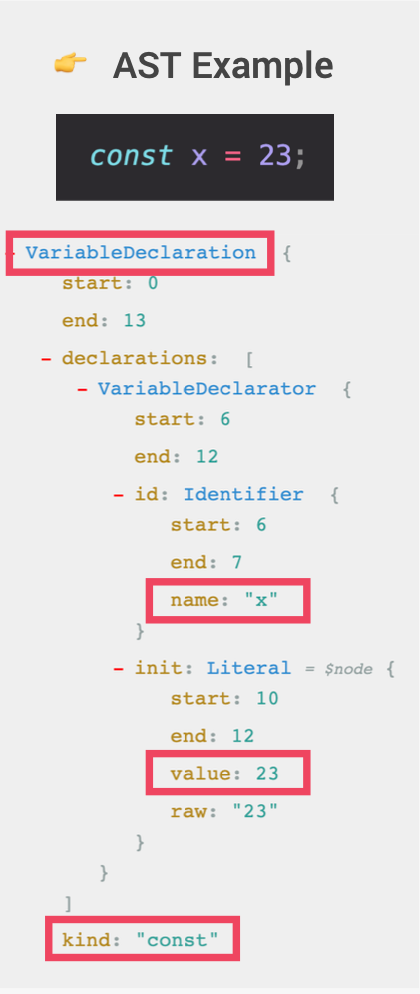 👉 AST Example
const x = 23;
- VariableDeclaration {
start: 0
end: 13
- declarations: [
- VariableDeclarator {
start: 6
end: 12
- id: Identifier {
start: 6
end: 7
name: "x"
}
- init: Literal = $node {
start: 10
end: 12
value: 23
raw: "23"
}
}
]
kind: "const"